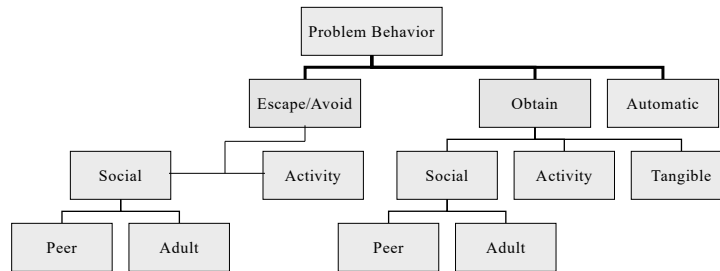 Problem Behavior
Escape/Avoid
Obtain
Automatic
Social
Activity
Social
Activity
Tangible
Peer
Adult
Peer
Adult